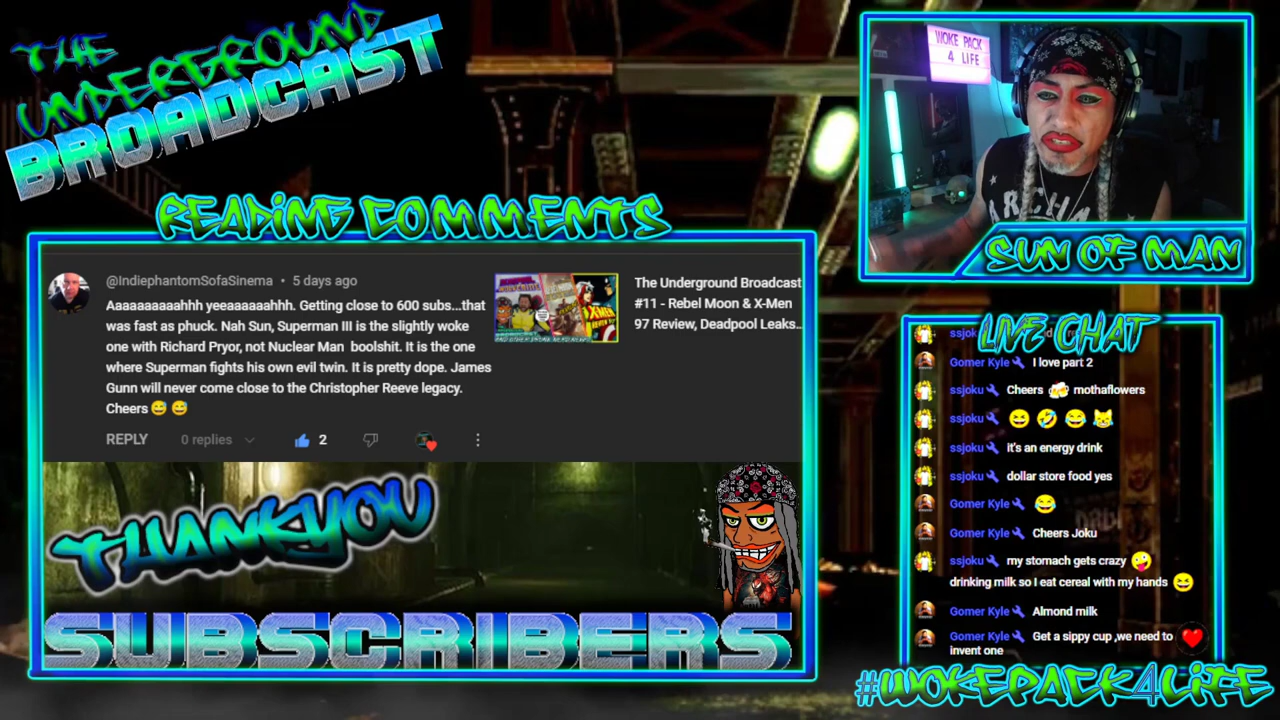 THE
UNDERGROUND
BROADCAST
READING COMMENTS
@IndiephantomSofaSinema • 5 days ago
Aaaaaaaaaahhh yeeaaaaaahhh. Getting close to 600 subs...that
was fast as phuck. Nah Sun, Superman III is the slightly woke
one with Richard Pryor, not Nuclear Man boolshit. It is the one
where Superman fights his own evil twin. It is pretty dope. James
Gunn will never come close to the Christopher Reeve legacy.
Cheers 😅 😅
REPLY 0 replies 2
The Underground Broadcast
#11 - Rebel Moon & X-Men
97 Review, Deadpool Leaks...
THANKYOU
SUBSCRIBERS
WOKE PACK
4 LIFE
SUN OF MAN
LIVE CHAT
Gomer Kyle I love part 2
ssjoku Cheers 🍻 mothaflowers
ssjoku 😆 🤣 😂 😹
ssjoku it's an energy drink
ssjoku dollar store food yes
Gomer Kyle 😂
Gomer Kyle Cheers Joku
ssjoku my stomach gets crazy 🤪
drinking milk so I eat cereal with my hands 😆
Gomer Kyle Almond milk
Gomer Kyle Get a sippy cup ,we need to
invent one
#WOKEPACK4LIFE